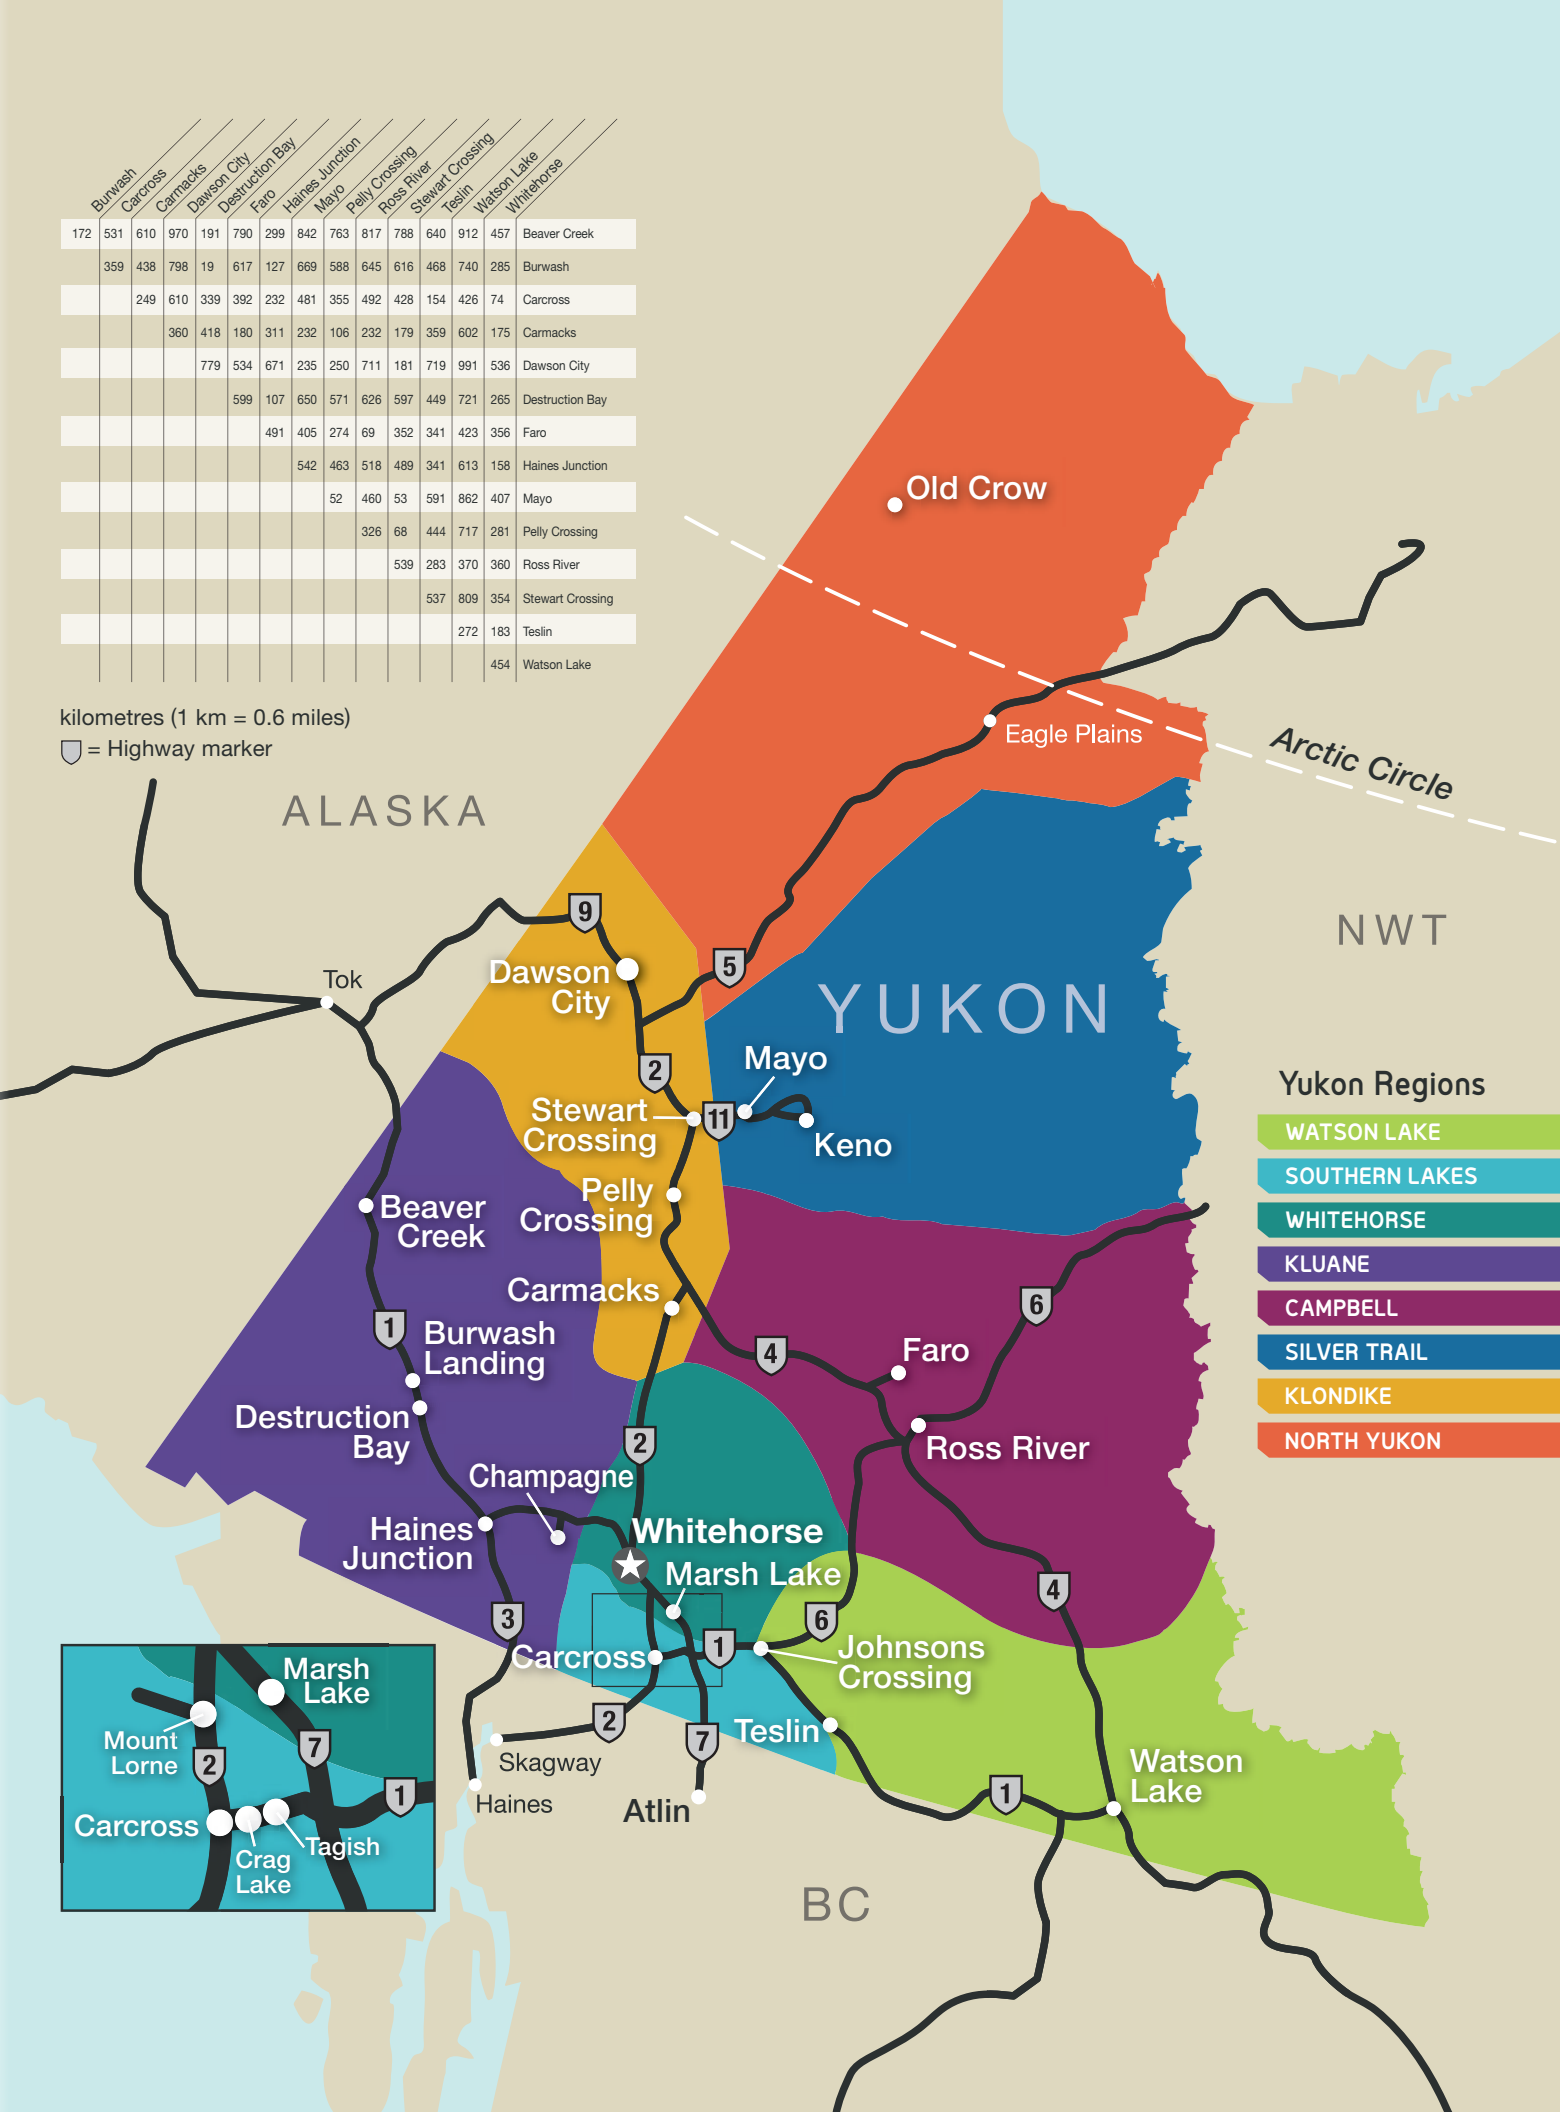 Burwash
Carcross
Carmacks
Dawson City
Destruction Bay
Faro
Haines Junction
Mayo
Pelly Crossing
Ross River
Stewart Crossing
Teslin
Watson Lake
Whitehorse
172 531 610 970 191 790 299 842 763 817 788 640 912 457 Beaver Creek
359 438 798 19 617 127 669 588 645 616 468 740 285 Burwash
249 610 339 392 232 481 355 492 428 154 426 74 Carcross
360 418 180 311 232 106 232 179 359 602 175 Carmacks
779 534 671 235 250 711 181 719 991 536 Dawson City
599 107 650 571 626 597 449 721 265 Destruction Bay
491 405 274 69 352 341 423 356 Faro
542 463 518 489 341 613 158 Haines Junction
52 460 53 591 862 407 Mayo
326 68 444 717 281 Pelly Crossing
539 283 370 360 Ross River
537 809 354 Stewart Crossing
272 183 Teslin
454 Watson Lake
kilometres (1 km = 0.6 miles)
= Highway marker
Old Crow
Eagle Plains
Arctic Circle
ALASKA
NWT
YUKON
9
5
Dawson
City
Tok
2
Mayo
Stewart
Crossing
11
Keno
Pelly
Crossing
Beaver
Creek
Carmacks
1
Burwash
Landing
Destruction
Bay
4
Faro
6
Ross River
2
Champagne
Haines
Junction
Whitehorse
Marsh Lake
3
6
4
1
Carcross
Johnsons
Crossing
2
7
Teslin
Skagway
Haines
Atlin
1
Watson
Lake
BC
Yukon Regions
WATSON LAKE
SOUTHERN LAKES
WHITEHORSE
KLUANE
CAMPBELL
SILVER TRAIL
KLONDIKE
NORTH YUKON
Marsh
Lake
Mount
Lorne
2
7
1
Carcross
Crag
Lake
Tagish